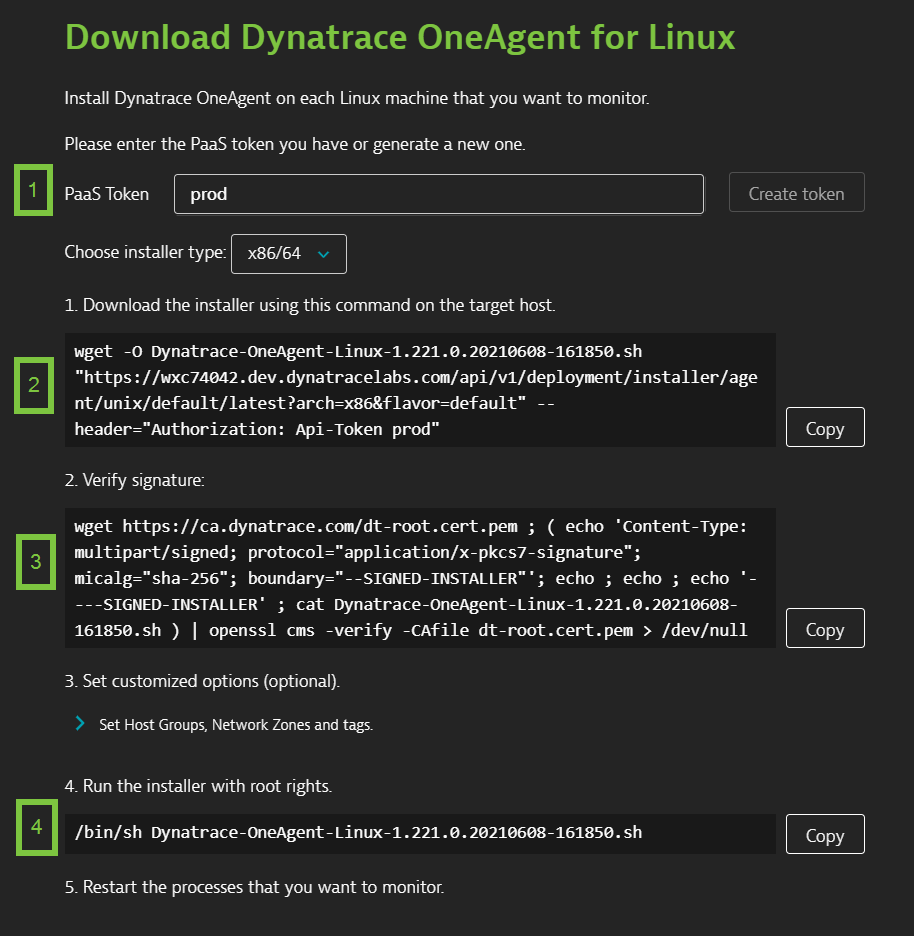 Download Dynatrace OneAgent for Linux
Install Dynatrace OneAgent on each Linux machine that you want to monitor.
Please enter the PaaS token you have or generate a new one.
1 PaaS Token prod Create token
Choose installer type: x86/64
1. Download the installer using this command on the target host.
2
wget -O Dynatrace-OneAgent-Linux-1.221.0.20210608-161850.sh
"https://wxc74042.dev.dynatracelabs.com/api/v1/deployment/installer/age
nt/unix/default/latest?arch=x86&flavor=default" --
header="Authorization: Api-Token prod"
Copy
2. Verify signature:
3
wget https://ca.dynatrace.com/dt-root.cert.pem ; ( echo 'Content-Type:
multipart/signed; protocol="application/x-pkcs7-signature";
micalg="sha-256"; boundary="--SIGNED-INSTALLER"'; echo ; echo ; echo '-
---SIGNED-INSTALLER' ; cat Dynatrace-OneAgent-Linux-1.221.0.20210608-
161850.sh ) | openssl cms -verify -CAfile dt-root.cert.pem > /dev/null
Copy
3. Set customized options (optional).
Set Host Groups, Network Zones and tags.
4. Run the installer with root rights.
4
/bin/sh Dynatrace-OneAgent-Linux-1.221.0.20210608-161850.sh
Copy
5. Restart the processes that you want to monitor.